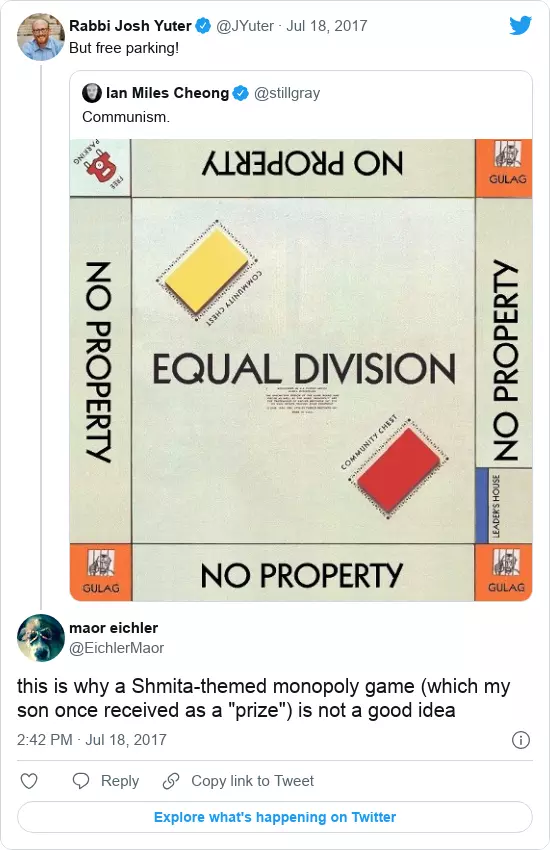 Rabbi Josh Yuter @JYuter · Jul 18, 2017
But free parking!
Ian Miles Cheong @stillgray
Communism.
FREE PARKING
NO PROPERTY
GULAG
NO PROPERTY
COMMUNITY CHEST
NO PROPERTY
EQUAL DIVISION
COMMUNITY CHEST
LEADER'S HOUSE
GULAG
NO PROPERTY
GULAG
maor eichler
@EichlerMaor
this is why a Shmita-themed monopoly game (which my
son once received as a "prize") is not a good idea
2:42 PM · Jul 18, 2017
Reply
Copy link to Tweet
Explore what's happening on Twitter